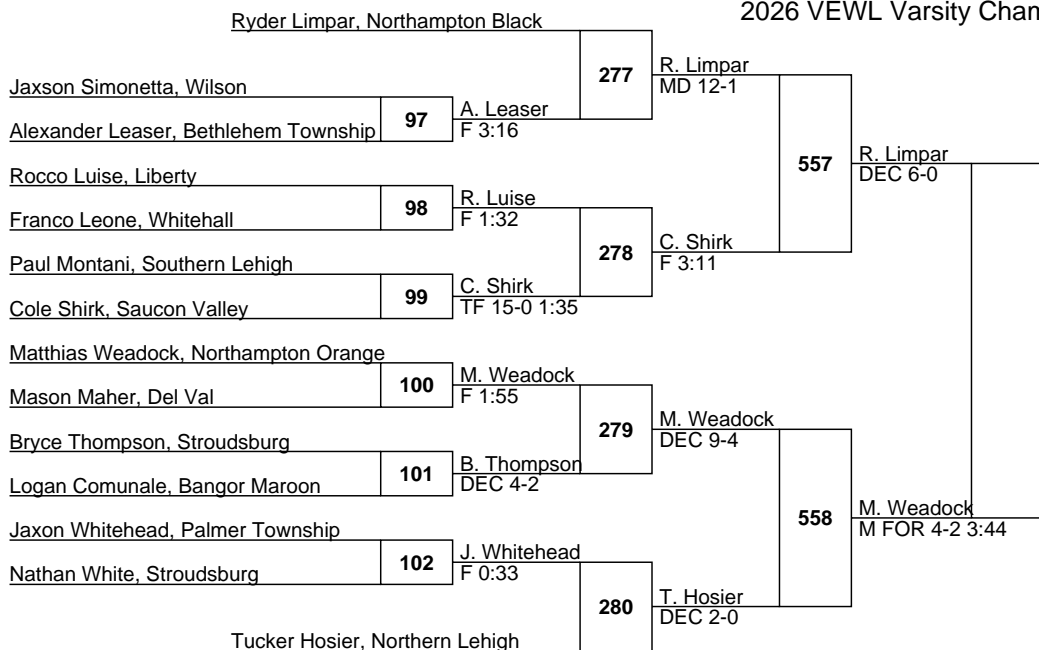 2026 VEWL Varsity Cham
Ryder Limpar, Northampton Black
277
R. Limpar
MD 12-1
Jaxson Simonetta, Wilson
97
A. Leaser
F 3:16
Alexander Leaser, Bethlehem Township
557
R. Limpar
DEC 6-0
Rocco Luise, Liberty
98
R. Luise
F 1:32
Franco Leone, Whitehall
278
C. Shirk
F 3:11
Paul Montani, Southern Lehigh
99
C. Shirk
TF 15-0 1:35
Cole Shirk, Saucon Valley
Matthias Weadock, Northampton Orange
100
M. Weadock
F 1:55
Mason Maher, Del Val
279
M. Weadock
DEC 9-4
Bryce Thompson, Stroudsburg
101
B. Thompson
DEC 4-2
Logan Comunale, Bangor Maroon
558
M. Weadock
M FOR 4-2 3:44
Jaxon Whitehead, Palmer Township
102
J. Whitehead
F 0:33
Nathan White, Stroudsburg
280
T. Hosier
DEC 2-0
Tucker Hosier, Northern Lehigh